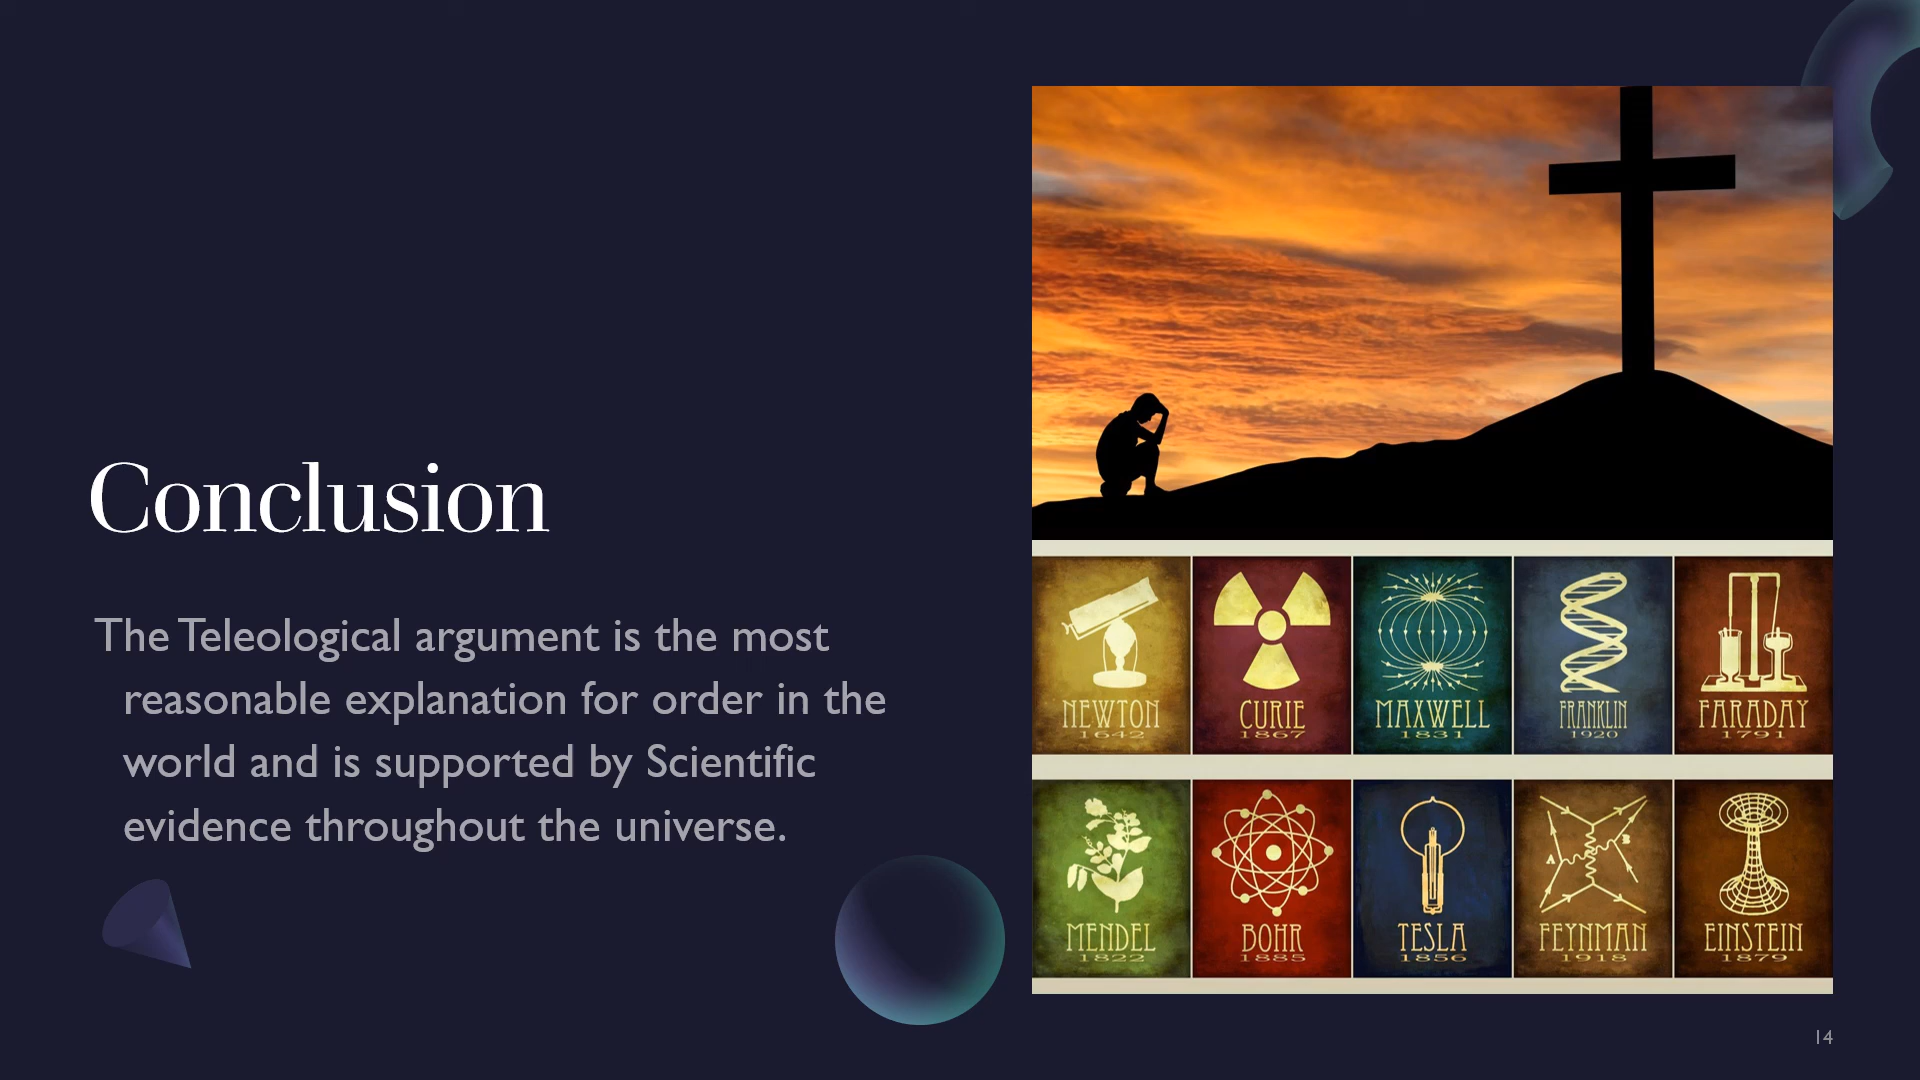 Conclusion
The Teleological argument is the most
reasonable explanation for order in the
world and is supported by Scientific
evidence throughout the universe.
NEWTON
1642
CURIE
1867
MAXWELL
1831
FRANKLIN
1920
FARADAY
1791
A
B
MENDEL
1822
BOHR
1885
TESLA
1856
FEYNMAN
1918
EINSTEIN
1879
14